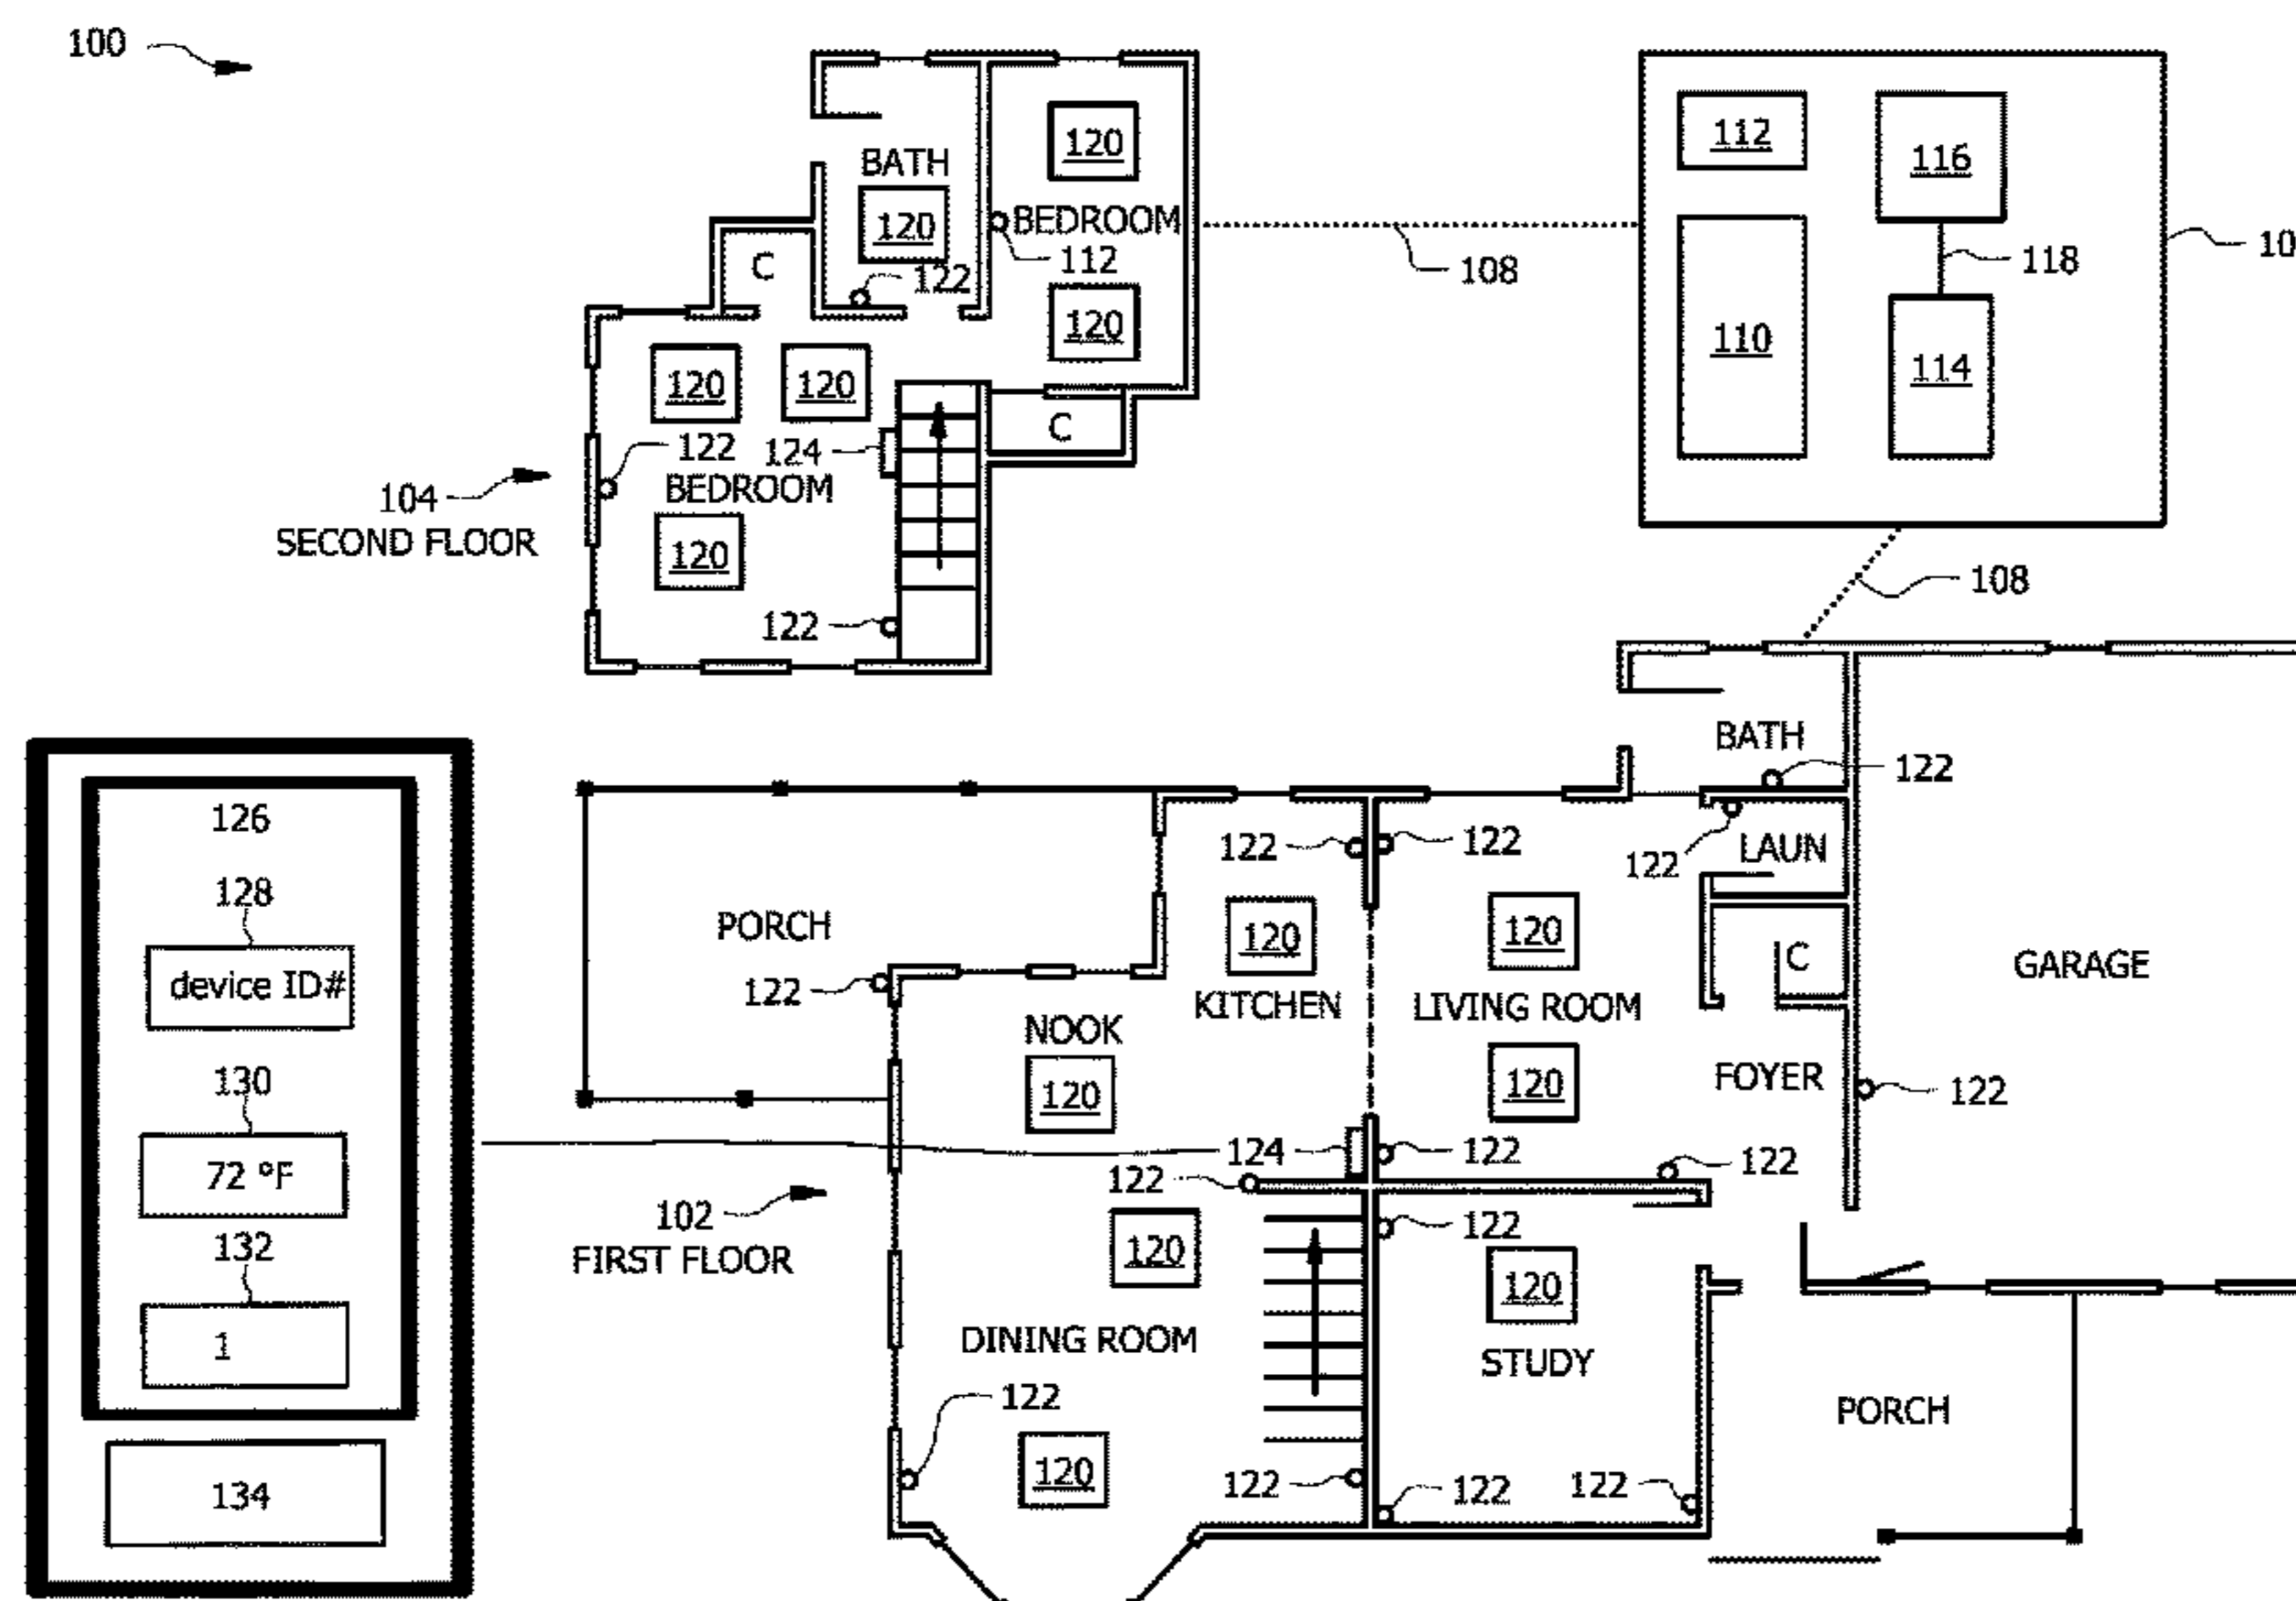 100
BATH
120
120
BEDROOM
112
122
C
120
108
112
116
118
110
114
10
120
120
122
124
BEDROOM
C
104
SECOND FLOOR
120
122
108
126
128
device ID#
130
72 °F
132
1
134
BATH
122
122
122
122
LAUN
PORCH
120
120
C
GARAGE
122
KITCHEN
LIVING ROOM
NOOK
120
120
FOYER
122
124
122
122
122
102
FIRST FLOOR
120
122
120
DINING ROOM
STUDY
122
PORCH
120
122
122
122